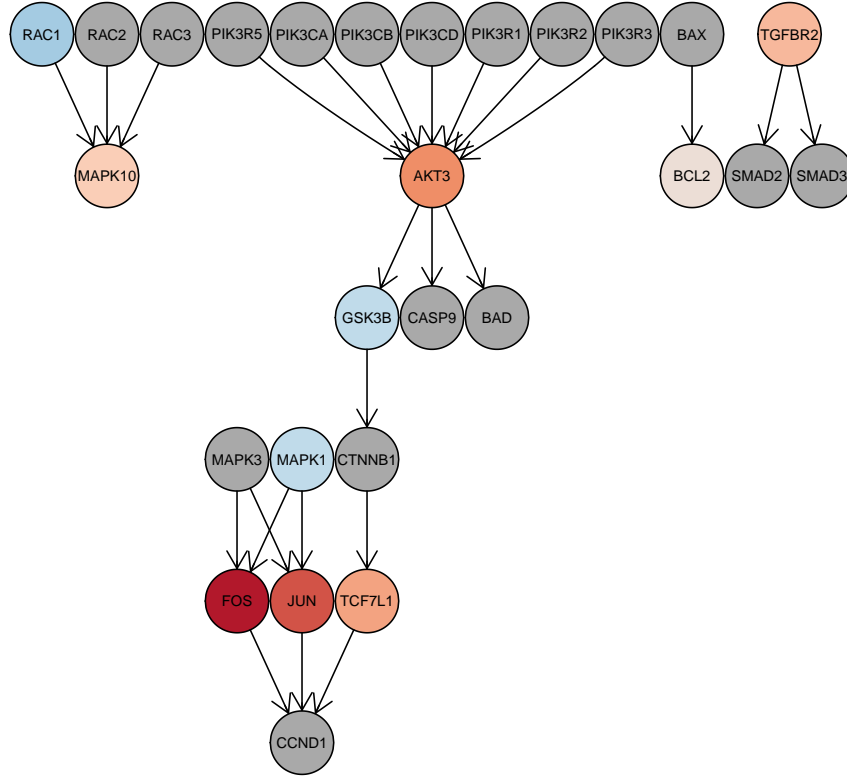 RAC1 RAC2 RAC3 PIK3R5 PIK3CA PIK3CB PIK3CD PIK3R1 PIK3R2 PIK3R3 BAX TGFBR2
MAPK10 AKT3 BCL2 SMAD2 SMAD3
GSK3B CASP9 BAD
MAPK3 MAPK1 CTNNB1
FOS JUN TCF7L1
CCND1